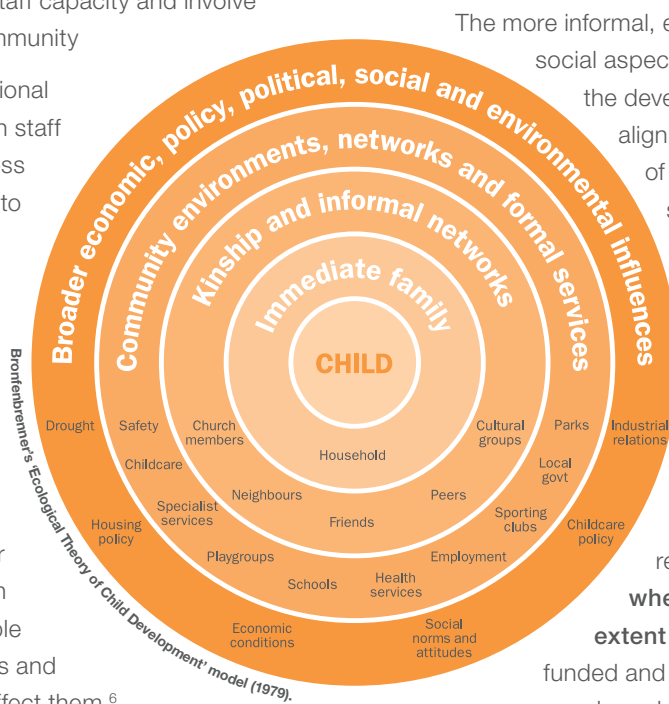 staff capacity and involve
mmunity
ional
n staff
ess
to
r
n
ple
s and
ffect them.⁶
The more informal, e
social aspec
the deve
align
of
s
re
whe
extent
funded and
Broader economic, policy, political, social and environmental influences
Community environments, networks and formal services
Kinship and informal networks
Immediate family
CHILD
Household
Church
members
Neighbours
Friends
Peers
Cultural
groups
Safety
Childcare
Specialist
services
Playgroups
Schools
Health
services
Employment
Sporting
clubs
Local
govt
Parks
Drought
Housing
policy
Economic
conditions
Social
norms and
attitudes
Childcare
policy
Industrial
relations
Bronfenbrenner's 'Ecological Theory of Child Development' model (1979).